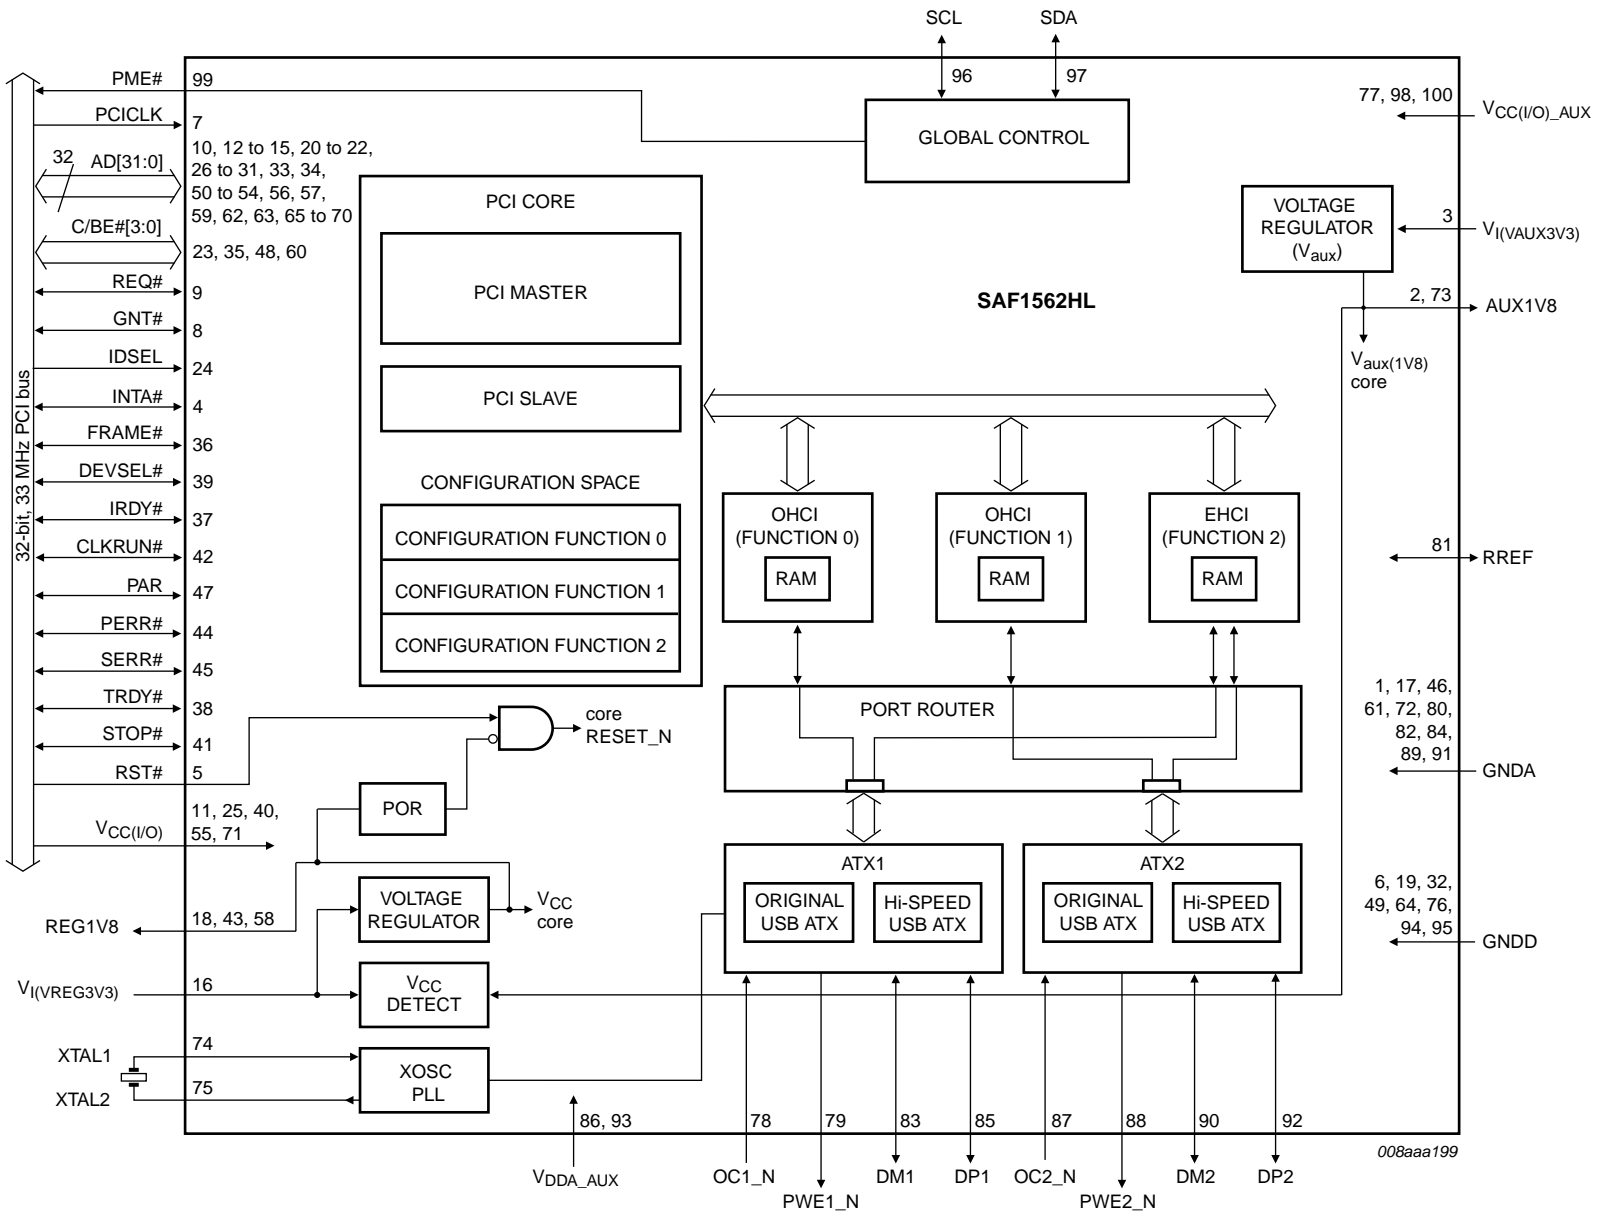 SCL
SDA
96
97
PME#
99
PCICLK
7
32
AD[31:0]
10, 12 to 15, 20 to 22,
26 to 31, 33, 34,
50 to 54, 56, 57,
59, 62, 63, 65 to 70
C/BE#[3:0]
23, 35, 48, 60
REQ#
9
GNT#
8
IDSEL
24
INTA#
4
FRAME#
36
DEVSEL#
39
IRDY#
37
CLKRUN#
42
PAR
47
PERR#
44
SERR#
45
TRDY#
38
STOP#
41
RST#
5
VCC(I/O)
11, 25, 40,
55, 71
32-bit, 33 MHz PCI bus
REG1V8
18, 43, 58
VI(VREG3V3)
16
XTAL1
74
XTAL2
75
GLOBAL CONTROL
PCI CORE
PCI MASTER
PCI SLAVE
CONFIGURATION SPACE
CONFIGURATION FUNCTION 0
CONFIGURATION FUNCTION 1
CONFIGURATION FUNCTION 2
SAF1562HL
77, 98, 100
VCC(I/O)_AUX
VOLTAGE
REGULATOR
(Vaux)
3
VI(VAUX3V3)
2, 73
AUX1V8
Vaux(1V8)
core
OHCI
(FUNCTION 0)
RAM
OHCI
(FUNCTION 1)
RAM
EHCI
(FUNCTION 2)
RAM
81
RREF
PORT ROUTER
1, 17, 46,
61, 72, 80,
82, 84,
89, 91
GNDA
core
RESET_N
POR
VOLTAGE
REGULATOR
VCC
core
VCC
DETECT
XOSC
PLL
ATX1
ORIGINAL
USB ATX
Hi-SPEED
USB ATX
ATX2
ORIGINAL
USB ATX
Hi-SPEED
USB ATX
6, 19, 32,
49, 64, 76,
94, 95
GNDD
86, 93
VDDA_AUX
78
OC1_N
79
PWE1_N
83
DM1
85
DP1
87
OC2_N
88
PWE2_N
90
DM2
92
DP2
008aaa199